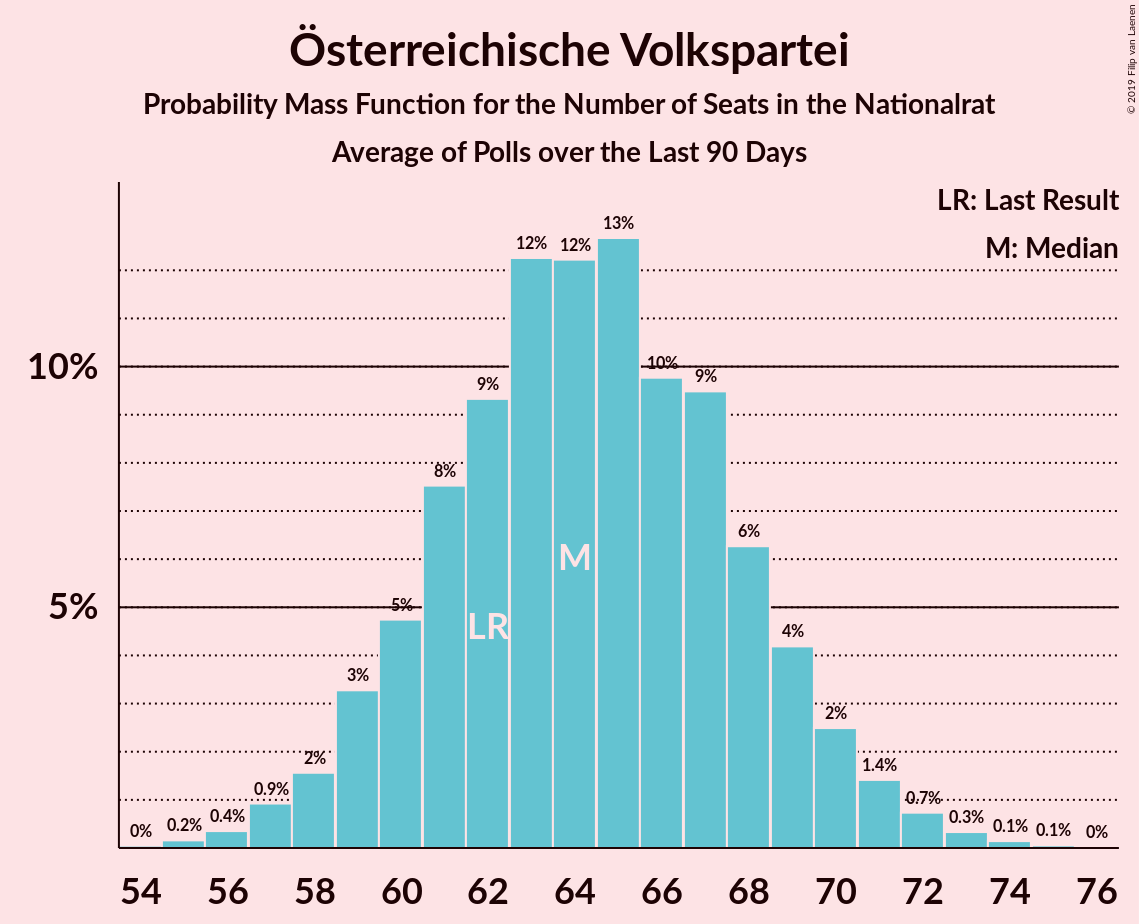 Österreichische Volkspartei
Probability Mass Function for the Number of Seats in the Nationalrat
Average of Polls over the Last 90 Days
© 2019 Filip van Laenen
LR: Last Result
M: Median
10%
5%
0%
0.2%
0.4%
0.9%
2%
3%
5%
8%
9%
12%
12%
13%
10%
9%
6%
4%
2%
1.4%
0.7%
0.3%
0.1%
0.1%
0%
LR
M
54 56 58 60 62 64 66 68 70 72 74 76